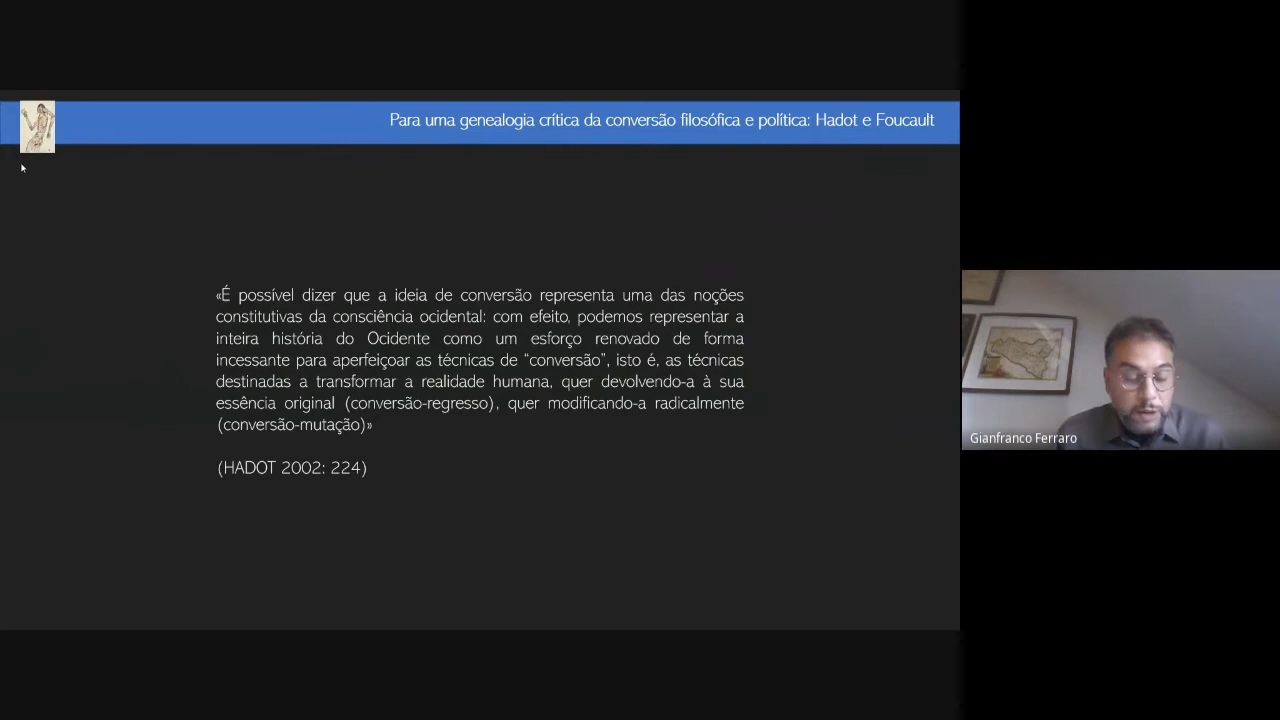 Para uma genealogia crítica da conversão filosófica e política: Hadot e Foucault
«É possível dizer que a ideia de conversão representa uma das noções
constitutivas da consciência ocidental: com efeito, podemos representar a
inteira história do Ocidente como um esforço renovado de forma
incessante para aperfeiçoar as técnicas de “conversão”, isto é, as técnicas
destinadas a transformar a realidade humana, quer devolvendo-a à sua
essência original (conversão-regresso), quer modificando-a radicalmente
(conversão-mutação)»
(HADOT 2002: 224)
Gianfranco Ferraro